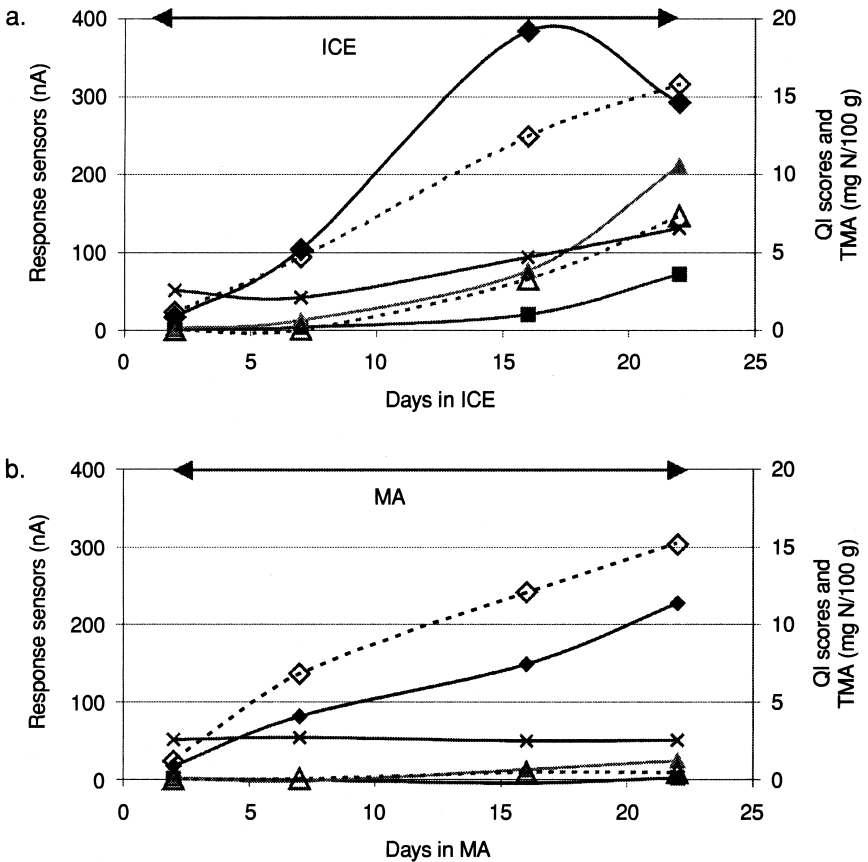 a.
400
300
200
100
0
Response sensors (nA)
ICE
20
15
10
5
0
QI scores and
TMA (mg N/100 g)
0 5 10 15 20 25
Days in ICE
b.
400
300
200
100
0
Response sensors (nA)
MA
20
15
10
5
0
QI scores and
TMA (mg N/100 g)
0 5 10 15 20 25
Days in MA